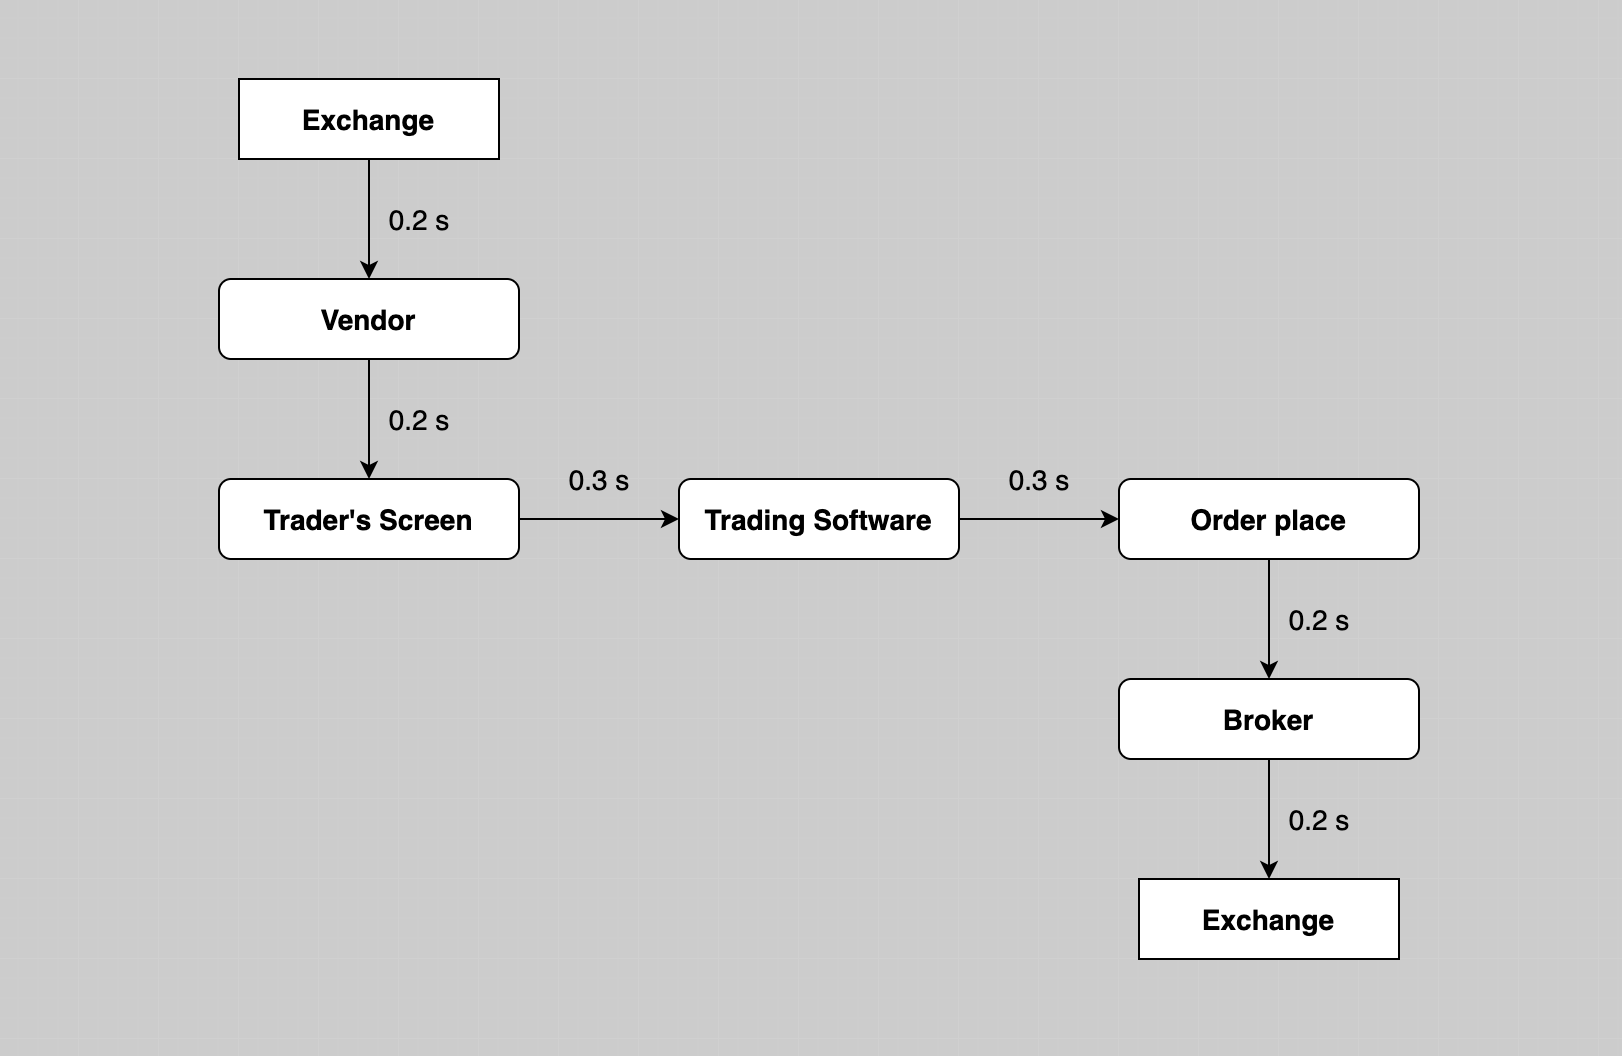 Exchange
0.2 s
Vendor
0.2 s
Trader's Screen
0.3 s
Trading Software
0.3 s
Order place
0.2 s
Broker
0.2 s
Exchange